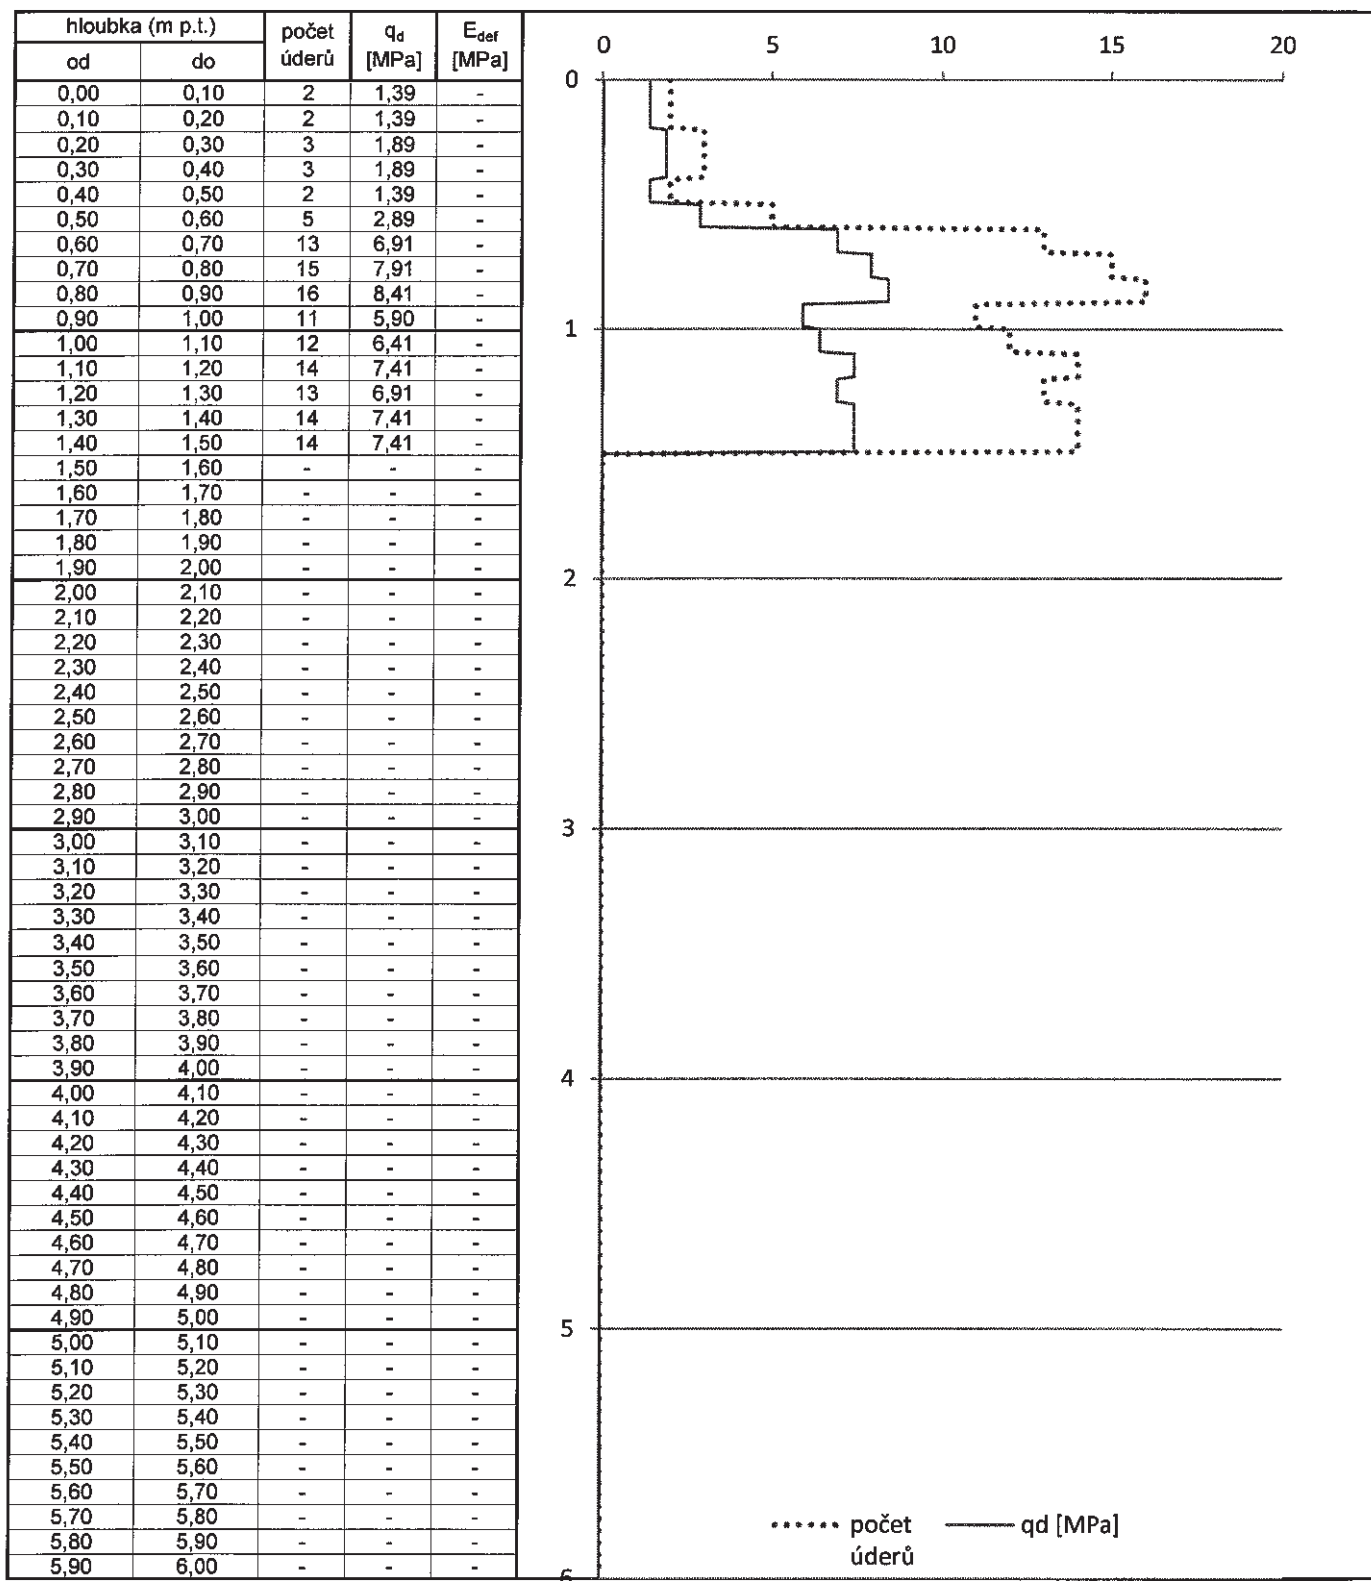 hloubka (m p.t.) počet qd Edef
od do úderů [MPa] [MPa]
0,00 0,10 2 1,39 -
0,10 0,20 2 1,39 -
0,20 0,30 3 1,89 -
0,30 0,40 3 1,89 -
0,40 0,50 2 1,39 -
0,50 0,60 5 2,89 -
0,60 0,70 13 6,91 -
0,70 0,80 15 7,91 -
0,80 0,90 16 8,41 -
0,90 1,00 11 5,90 -
1,00 1,10 12 6,41 -
1,10 1,20 14 7,41 -
1,20 1,30 13 6,91 -
1,30 1,40 14 7,41 -
1,40 1,50 14 7,41 -
1,50 1,60 - - -
1,60 1,70 - - -
1,70 1,80 - - -
1,80 1,90 - - -
1,90 2,00 - - -
2,00 2,10 - - -
2,10 2,20 - - -
2,20 2,30 - - -
2,30 2,40 - - -
2,40 2,50 - - -
2,50 2,60 - - -
2,60 2,70 - - -
2,70 2,80 - - -
2,80 2,90 - - -
2,90 3,00 - - -
3,00 3,10 - - -
3,10 3,20 - - -
3,20 3,30 - - -
3,30 3,40 - - -
3,40 3,50 - - -
3,50 3,60 - - -
3,60 3,70 - - -
3,70 3,80 - - -
3,80 3,90 - - -
3,90 4,00 - - -
4,00 4,10 - - -
4,10 4,20 - - -
4,20 4,30 - - -
4,30 4,40 - - -
4,40 4,50 - - -
4,50 4,60 - - -
4,60 4,70 - - -
4,70 4,80 - - -
4,80 4,90 - - -
4,90 5,00 - - -
5,00 5,10 - - -
5,10 5,20 - - -
5,20 5,30 - - -
5,30 5,40 - - -
5,40 5,50 - - -
5,50 5,60 - - -
5,60 5,70 - - -
5,70 5,80 - - -
5,80 5,90 - - -
5,90 6,00 - - -
0 5 10 15 20
0
1
2
3
4
5
6
počet úderů
qd [MPa]